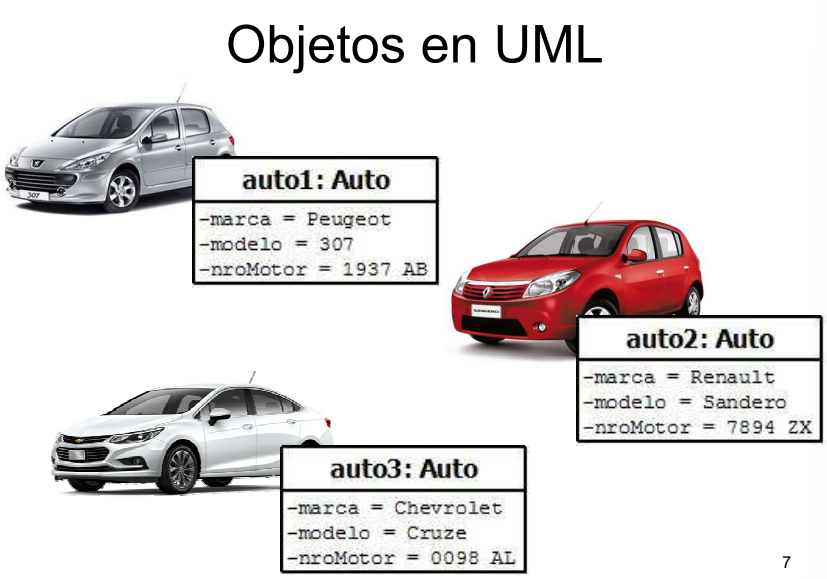 Objetos en UML
307
auto1: Auto
-marca = Peugeot
-modelo = 307
-nroMotor = 1937 AB
SANDERO
auto2: Auto
-marca = Renault
-modelo = Sandero
-nroMotor = 7894 ZX
auto3: Auto
-marca = Chevrolet
-modelo = Cruze
-nroMotor = 0098 AL
7